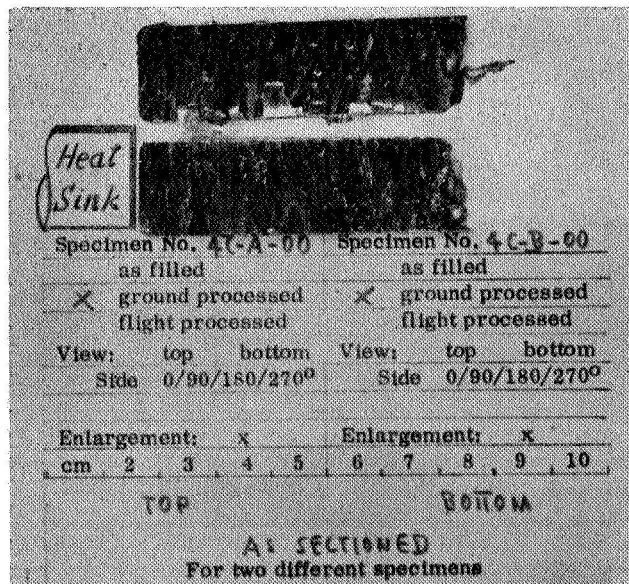 Heat
Sink
Specimen No. 4C-A-00 Specimen No. 4C-B-00
as filled as filled
X ground processed X ground processed
flight processed flight processed
View: top bottom View: top bottom
Side 0/90/180/270° Side 0/90/180/270°
Enlargement: x Enlargement: x
cm 2 3 4 5 6 7 8 9 10
TOP BOTTOM
AS SECTIONED
For two different specimens